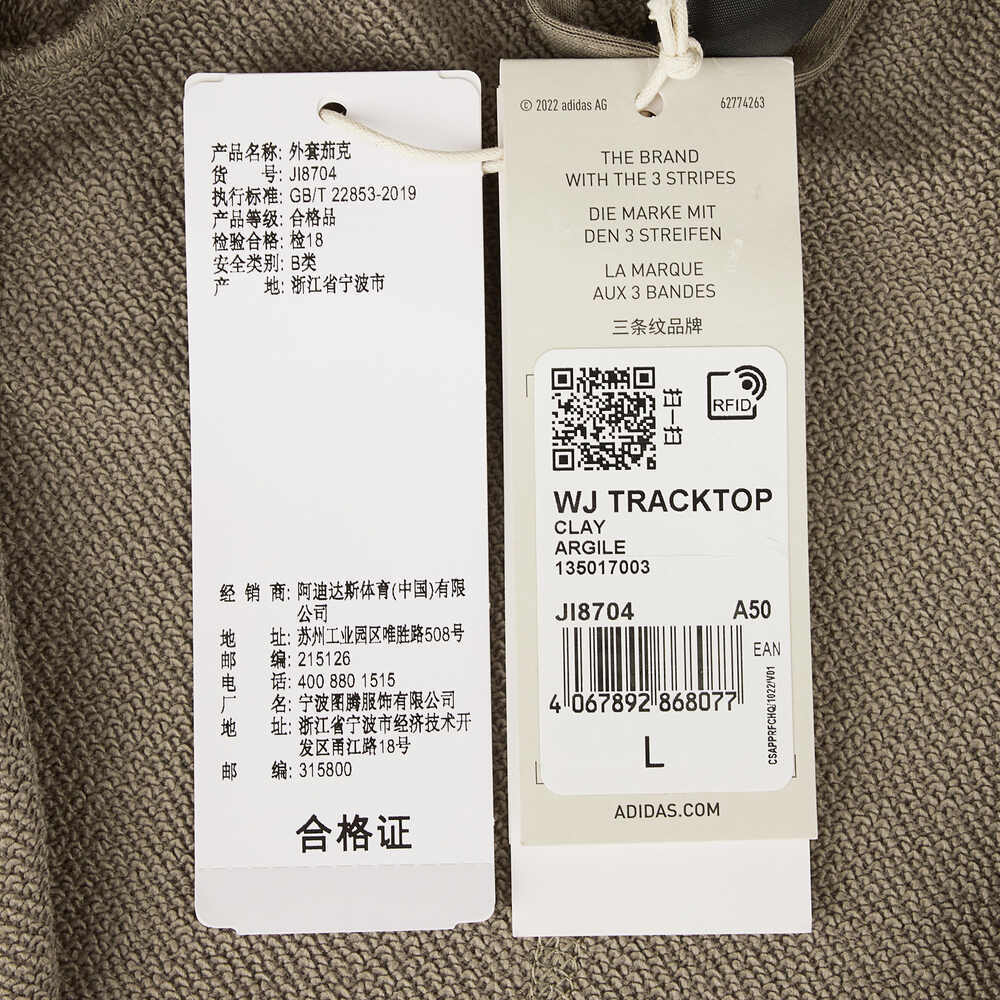 产品名称: 外套茄克
货 号: JI8704
执行标准: GB/T 22853-2019
产品等级: 合格品
检验合格: 检18
安全类别: B类
产 地: 浙江省宁波市
经 销 商: 阿迪达斯体育(中国)有限
公司
地 址: 苏州工业园区唯胜路508号
邮 编: 215126
电 话: 400 880 1515
厂 名: 宁波图腾服饰有限公司
地 址: 浙江省宁波市经济技术开
发区甬江路18号
邮 编: 315800
合格证
© 2022 adidas AG 62774263
THE BRAND
WITH THE 3 STRIPES
DIE MARKE MIT
DEN 3 STREIFEN
LA MARQUE
AUX 3 BANDES
三条纹品牌
扫一扫
RFID
WJ TRACKTOP
CLAY
ARGILE
135017003
JI8704 A50
EAN
4 067892 868077
CSAPPRFCHQ/1022/V01
L
ADIDAS.COM